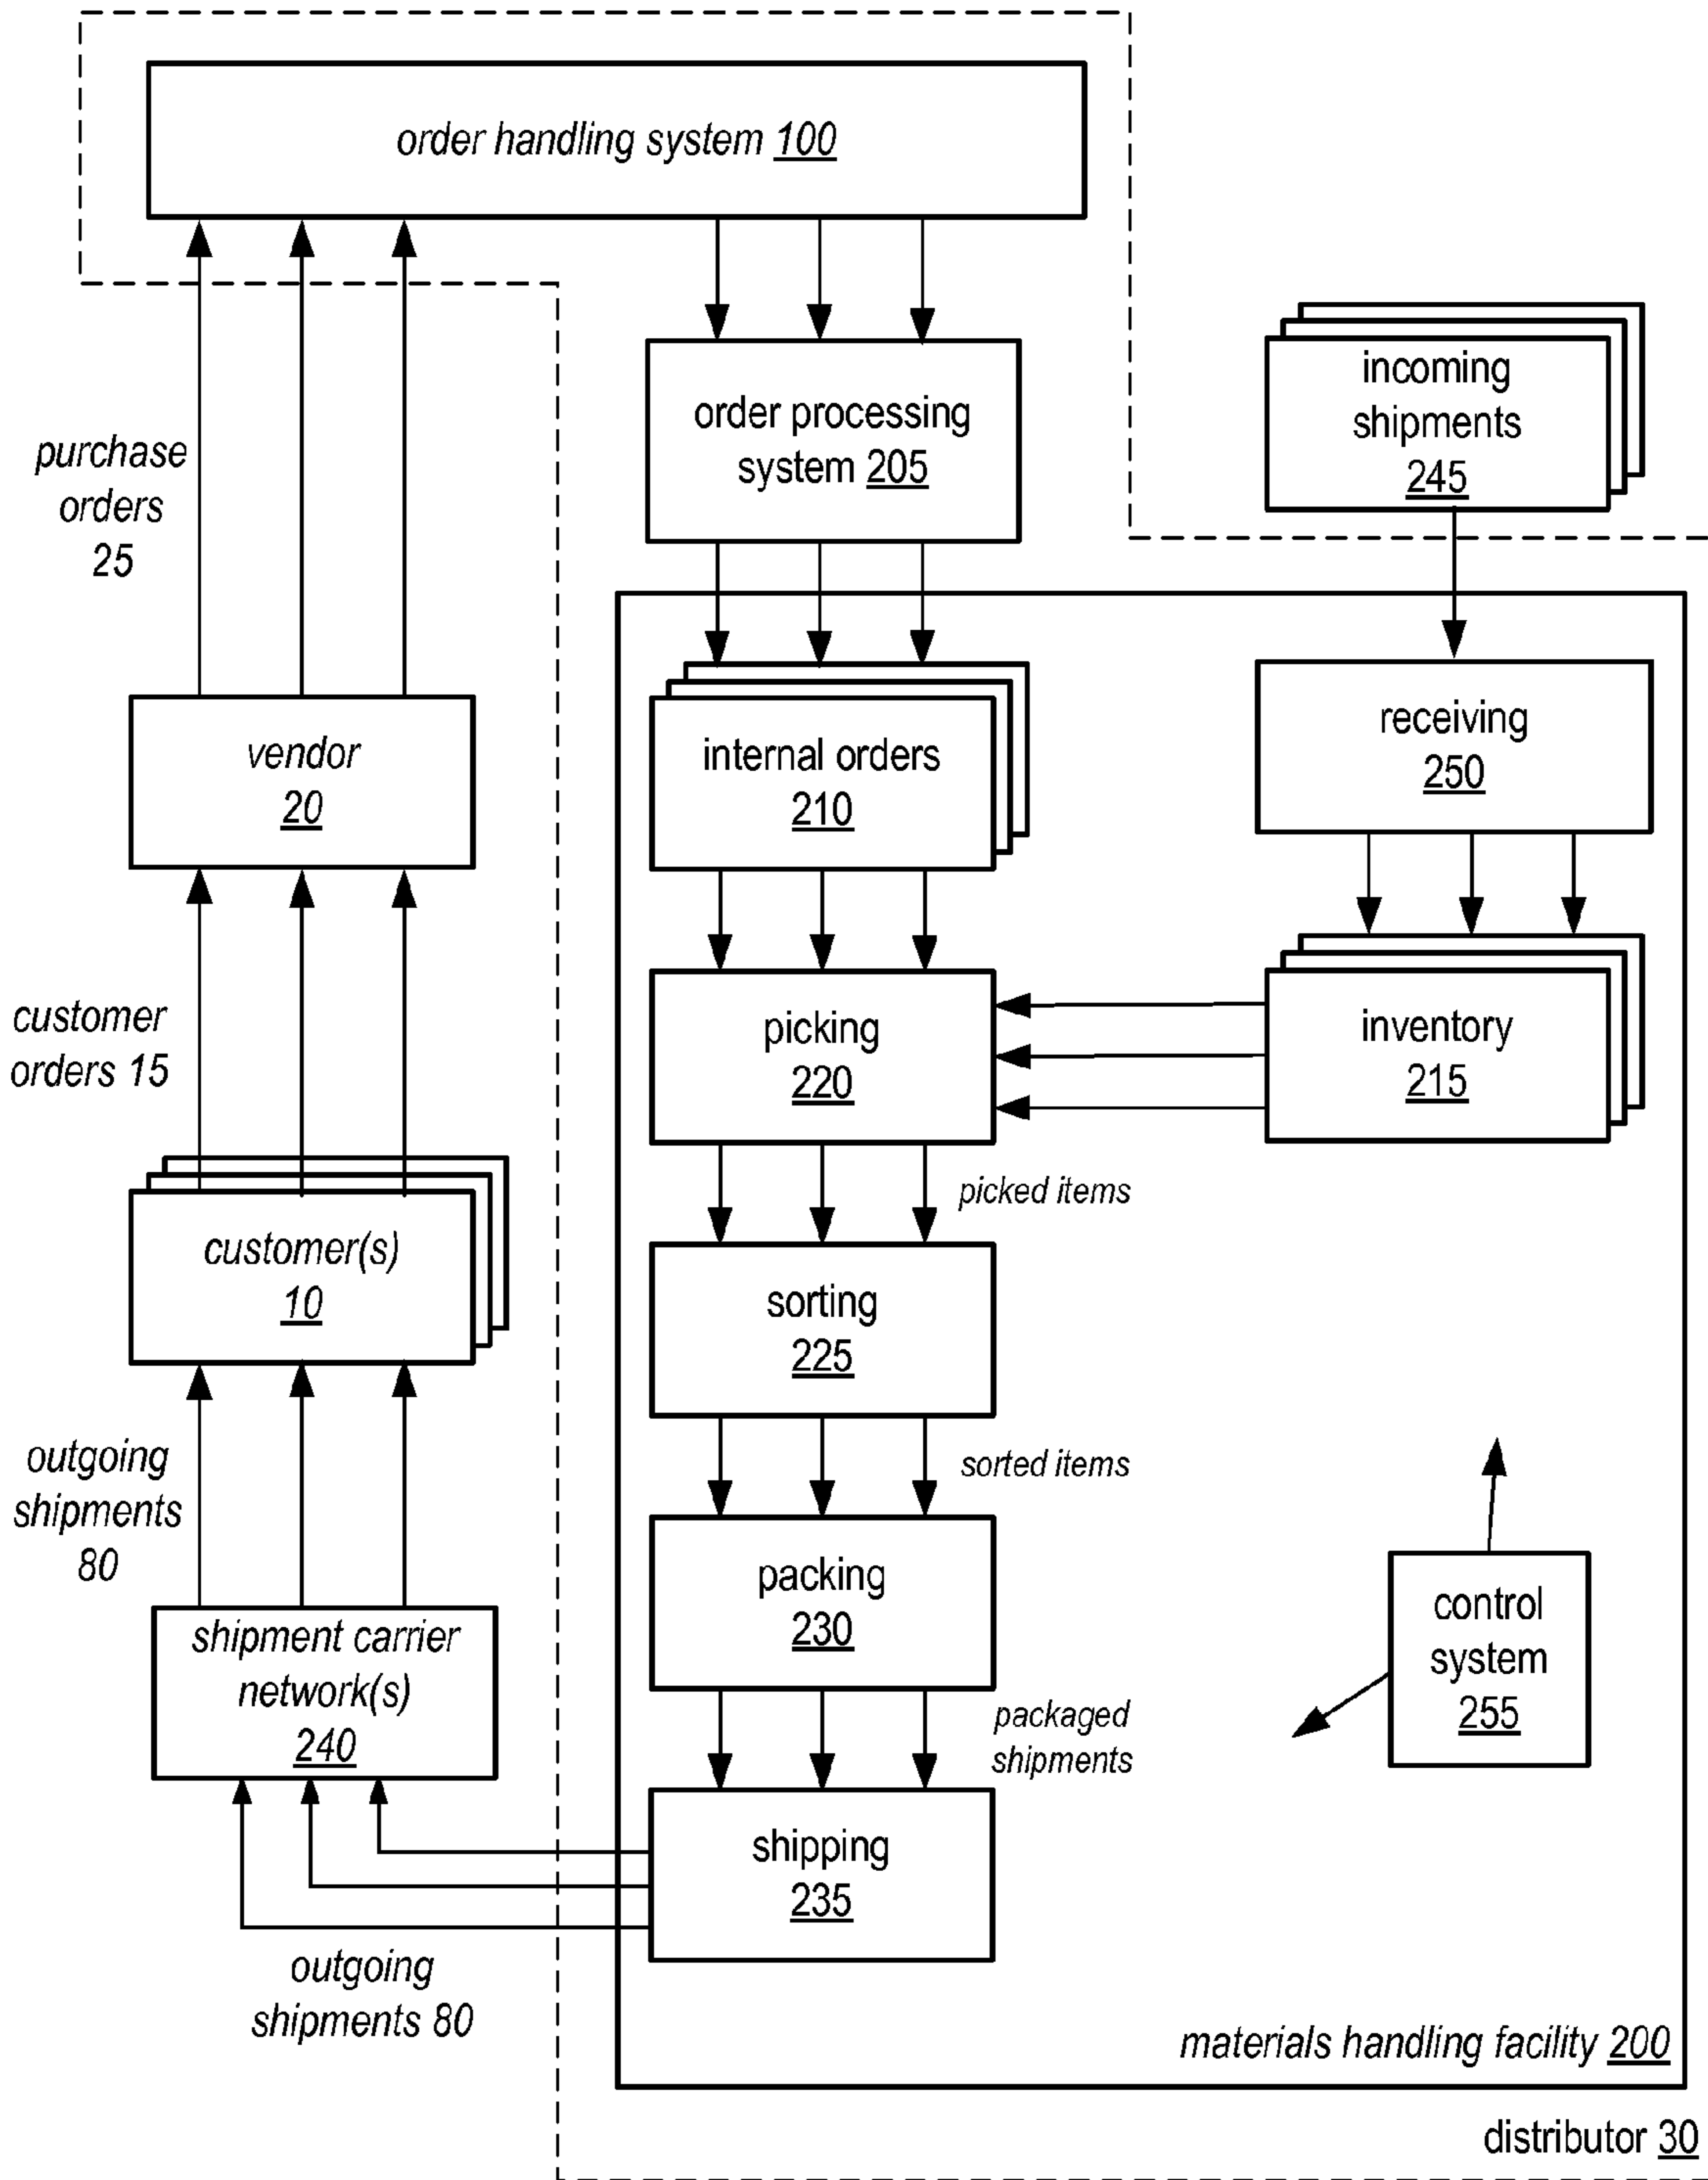 order handling system 100
order processing
system 205
incoming
shipments
245
purchase
orders
25
internal orders
210
receiving
250
vendor
20
customer
orders 15
picking
220
inventory
215
picked items
customer(s)
10
sorting
225
outgoing
shipments
80
sorted items
packing
230
control
system
255
shipment carrier
network(s)
240
packaged
shipments
shipping
235
outgoing
shipments 80
materials handling facility 200
distributor 30